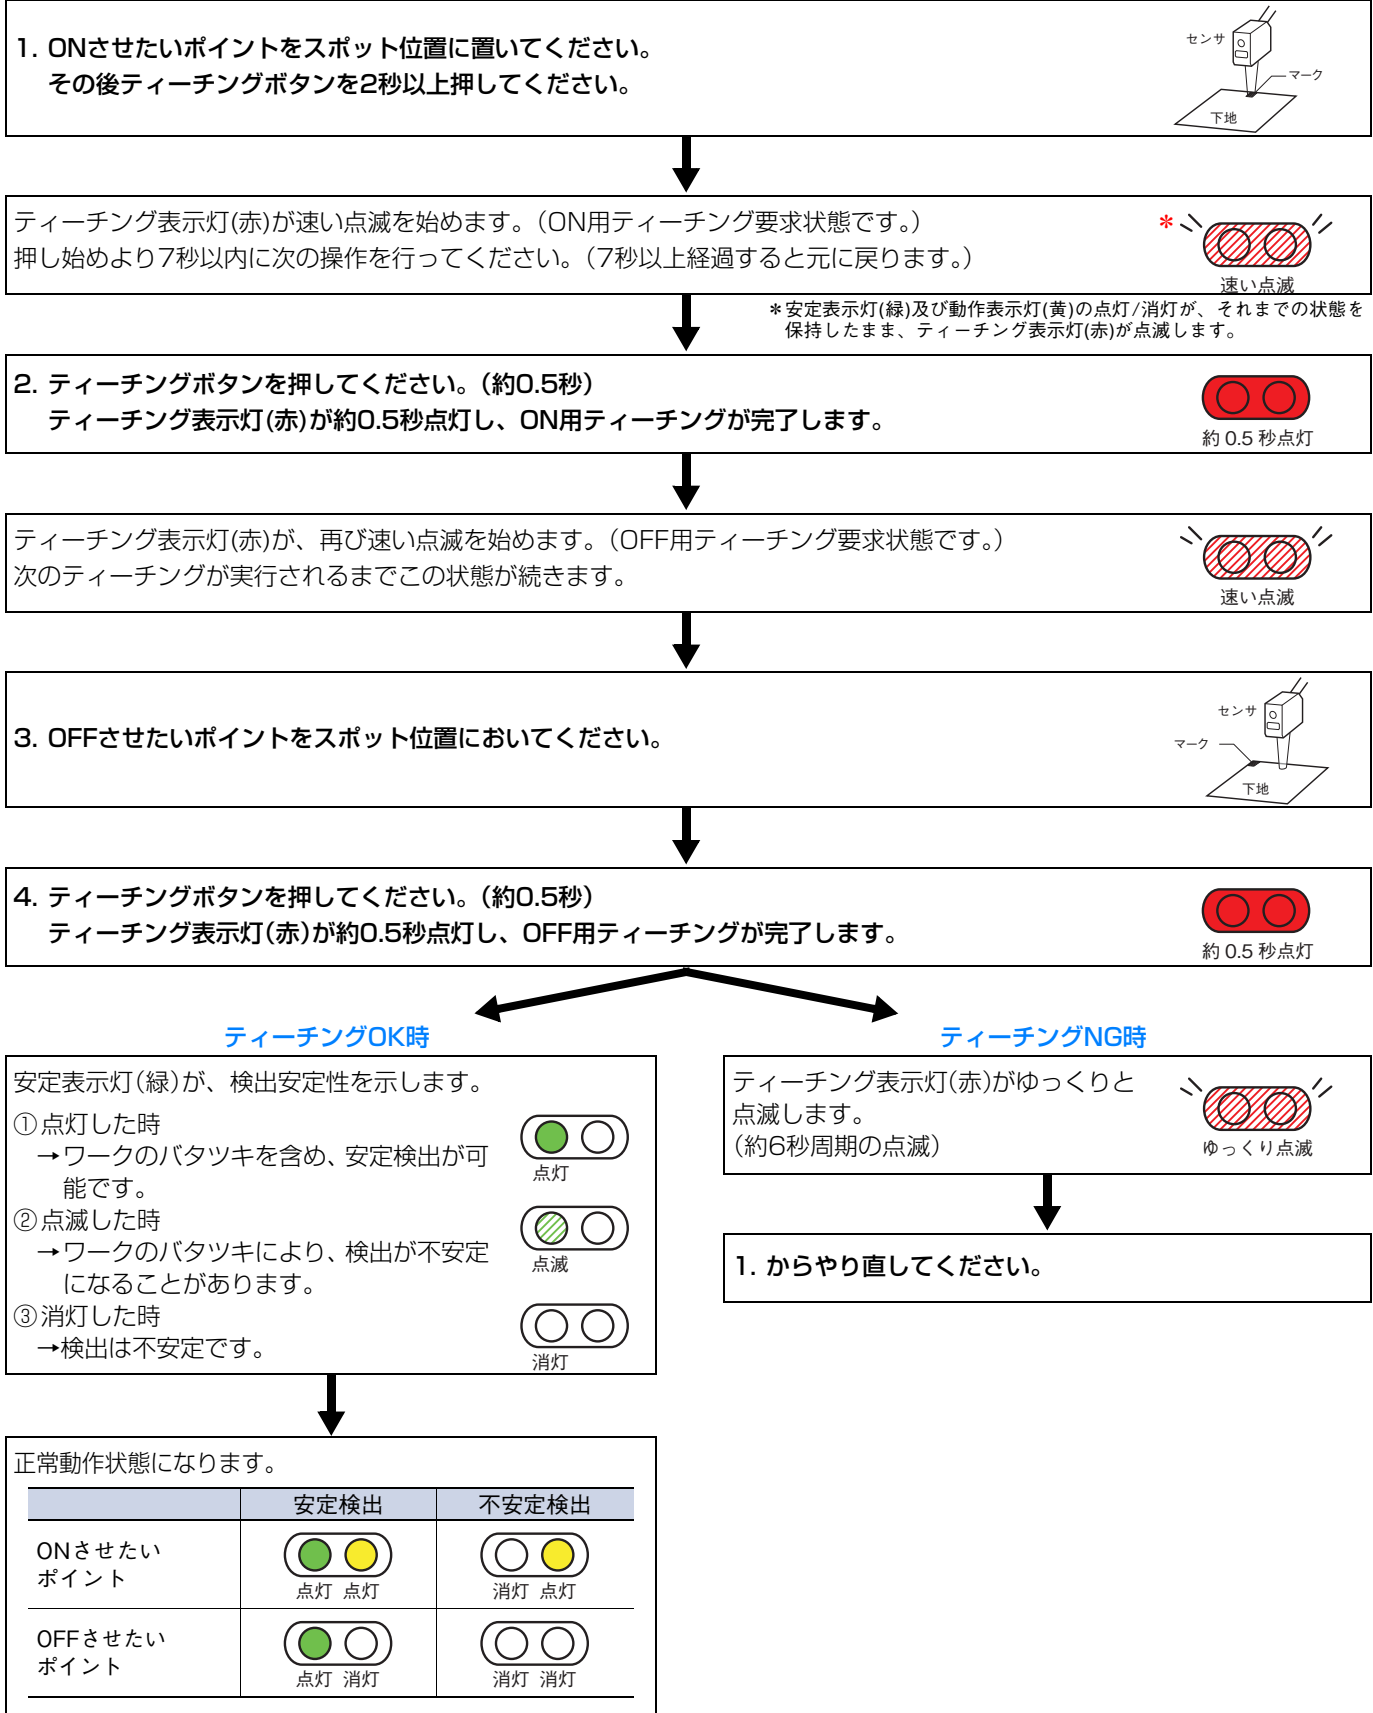 1. ONさせたいポイントをスポット位置に置いてください。
その後ティーチングボタンを2秒以上押してください。
センサ
マーク
下地
ティーチング表示灯(赤)が速い点滅を始めます。(ON用ティーチング要求状態です。)
押し始めより7秒以内に次の操作を行ってください。(7秒以上経過すると元に戻ります。)
*
速い点滅
*安定表示灯(緑)及び動作表示灯(黄)の点灯/消灯が、それまでの状態を
保持したまま、ティーチング表示灯(赤)が点滅します。
2. ティーチングボタンを押してください。(約0.5秒)
ティーチング表示灯(赤)が約0.5秒点灯し、ON用ティーチングが完了します。
約 0.5 秒点灯
ティーチング表示灯(赤)が、再び速い点滅を始めます。(OFF用ティーチング要求状態です。)
次のティーチングが実行されるまでこの状態が続きます。
速い点滅
3. OFFさせたいポイントをスポット位置においてください。
センサ
マーク
下地
4. ティーチングボタンを押してください。(約0.5秒)
ティーチング表示灯(赤)が約0.5秒点灯し、OFF用ティーチングが完了します。
約 0.5 秒点灯
ティーチングOK時
安定表示灯(緑)が、検出安定性を示します。
①点灯した時
→ワークのバタツキを含め、安定検出が可
能です。
点灯
②点滅した時
→ワークのバタツキにより、検出が不安定
になることがあります。
点滅
③消灯した時
→検出は不安定です。
消灯
ティーチングNG時
ティーチング表示灯(赤)がゆっくりと
点滅します。
(約6秒周期の点滅)
ゆっくり点滅
1. からやり直してください。
正常動作状態になります。
安定検出 不安定検出
ONさせたい
ポイント
点灯 点灯 消灯 点灯
OFFさせたい
ポイント
点灯 消灯 消灯 消灯